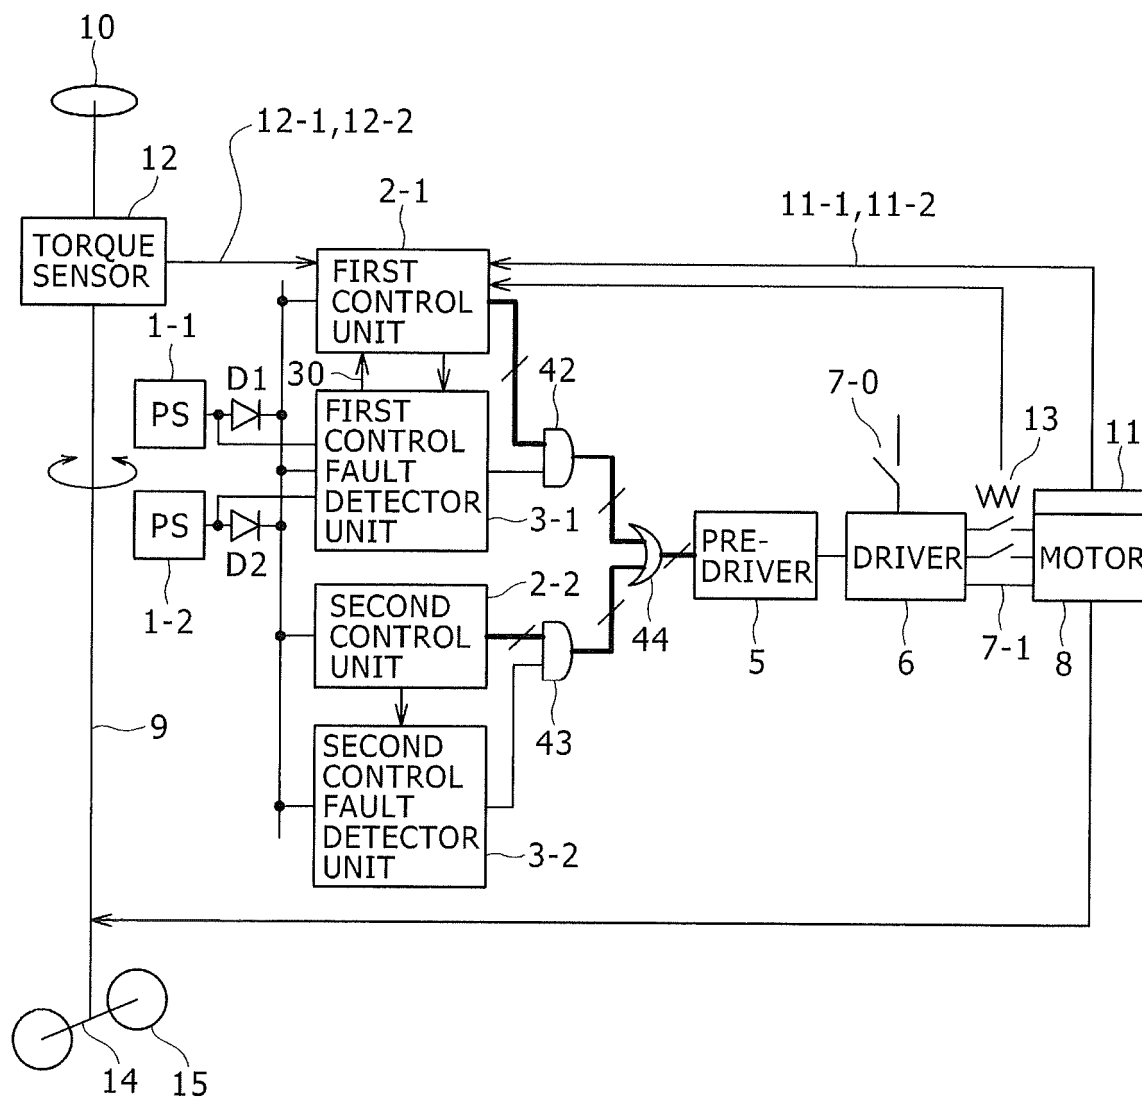 10
12-1,12-2
12
2-1
11-1,11-2
TORQUE
SENSOR
FIRST
CONTROL
UNIT
1-1
D1
30
42
7-0
13
11
PS
FIRST
CONTROL
FAULT
DETECTOR
UNIT
3-1
PS
D2
1-2
PRE-
DRIVER
DRIVER
MOTOR
2-2
44
5
6
7-1
8
SECOND
CONTROL
UNIT
43
9
SECOND
CONTROL
FAULT
DETECTOR
UNIT
3-2
14
15